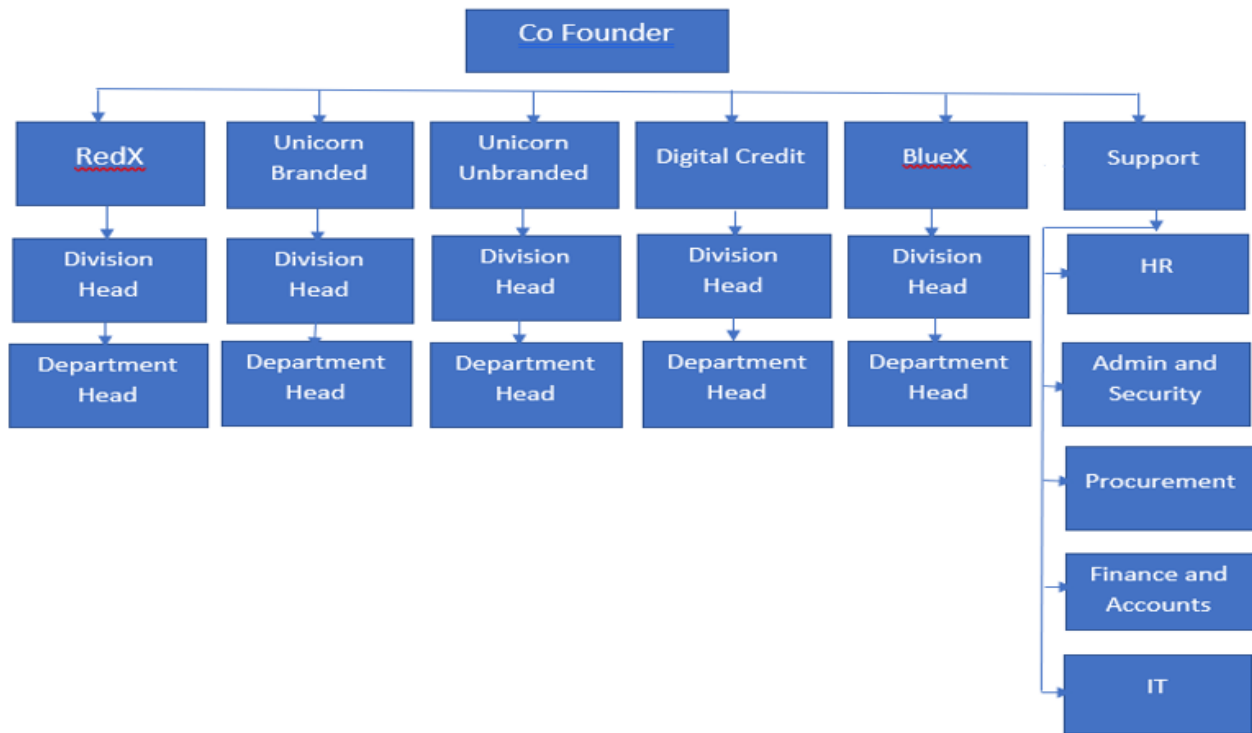 Co Founder
RedX
Unicorn
Branded
Unicorn
Unbranded
Digital Credit
BlueX
Support
Division
Head
Division
Head
Division
Head
Division
Head
Division
Head
HR
Department
Head
Department
Head
Department
Head
Department
Head
Department
Head
Admin and
Security
Procurement
Finance and
Accounts
IT